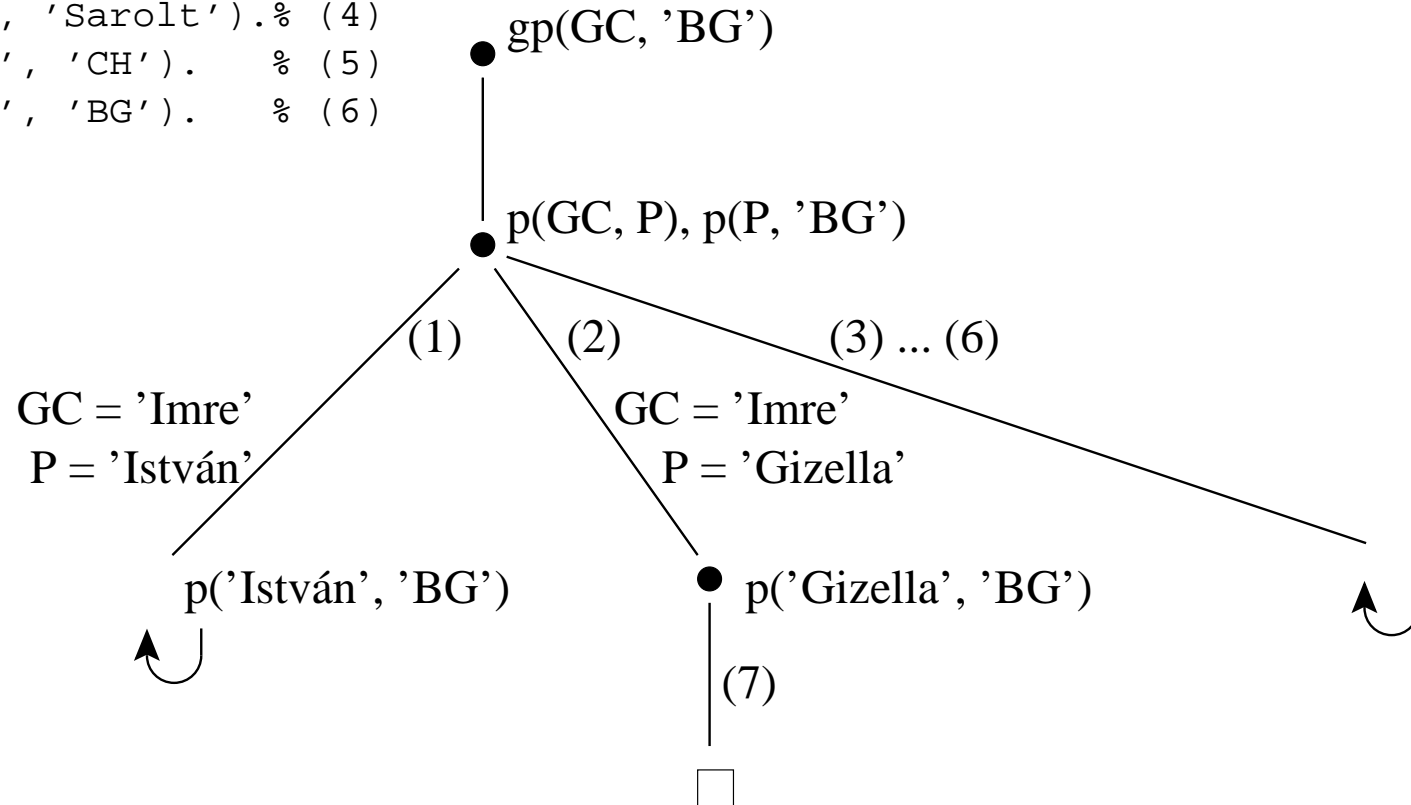 , 'Sarolt').% (4)
', 'CH').   % (5)
', 'BG').   % (6)
gp(GC, ’BG’)
p(GC, P), p(P, ’BG’)
(1)
(2)
(3) ... (6)
GC = ’Imre’
P = ’István’
GC = ’Imre’
P = ’Gizella’
p(’István’, ’BG’)
p(’Gizella’, ’BG’)
(7)